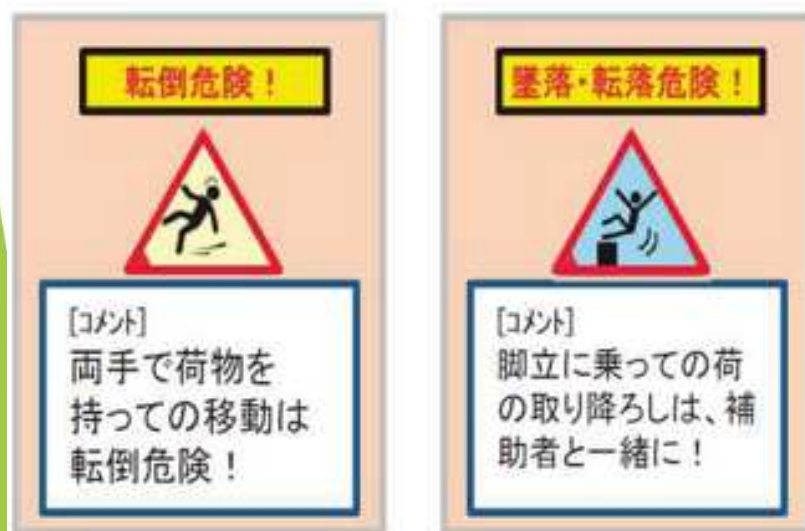 転倒危険！
[コメント]
両手で荷物を
持っての移動は
転倒危険！
墜落・転落危険！
[コメント]
脚立に乗っての荷
の取り降ろしは、補
助者と一緒に！